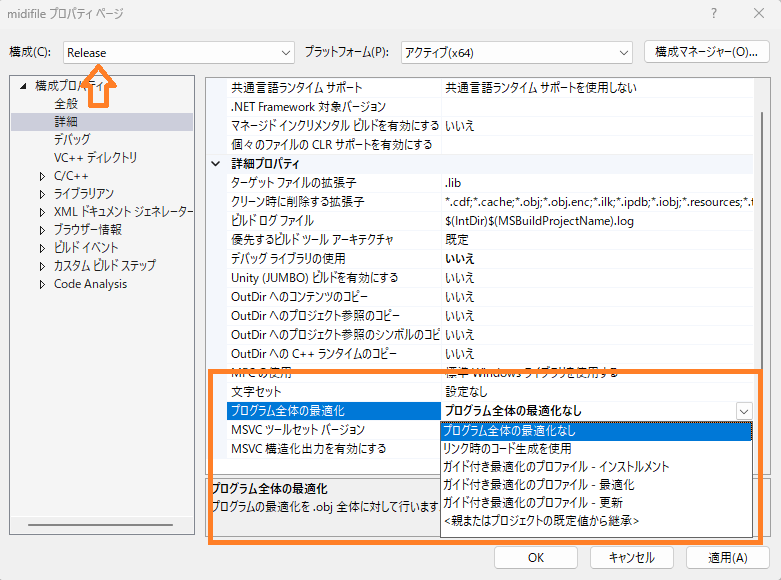 midifile プロパティ ページ
? ×
構成(C): Release プラットフォーム(P): アクティブ(x64) 構成マネージャー(O)...
構成プロパティ
全般
詳細
デバッグ
VC++ ディレクトリ
C/C++
ライブラリアン
XML ドキュメント ジェネレーター
ブラウザー情報
ビルド イベント
カスタム ビルド ステップ
Code Analysis
共通言語ランタイム サポート 共通言語ランタイム サポートを使用しない
.NET Framework 対象バージョン
マネージド インクリメンタル ビルドを有効にする いいえ
個々のファイルの CLR サポートを有効にする
詳細プロパティ
ターゲット ファイルの拡張子 .lib
クリーン時に削除する拡張子 *.cdf;*.cache;*.obj;*.obj.enc;*.ilk;*.ipdb;*.iobj;*.resources;*.t
ビルド ログ ファイル $(IntDir)$(MSBuildProjectName).log
優先するビルド ツール アーキテクチャ 既定
デバッグ ライブラリの使用 いいえ
Unity (JUMBO) ビルドを有効にする いいえ
OutDir へのコンテンツのコピー いいえ
OutDir へのプロジェクト参照のコピー いいえ
OutDir へのプロジェクト参照のシンボルのコピ いいえ
OutDir への C++ ランタイムのコピー いいえ
MFC の使用 標準 Windows ライブラリを使用する
文字セット 設定なし
プログラム全体の最適化 プログラム全体の最適化なし
MSVC ツールセット バージョン
MSVC 構造化出力を有効にする
プログラム全体の最適化なし
リンク時のコード生成を使用
ガイド付き最適化のプロファイル - インストルメント
ガイド付き最適化のプロファイル - 最適化
ガイド付き最適化のプロファイル - 更新
<親またはプロジェクトの既定値から継承>
プログラム全体の最適化
プログラムの最適化を .obj 全体に対して行います
OK キャンセル 適用(A)